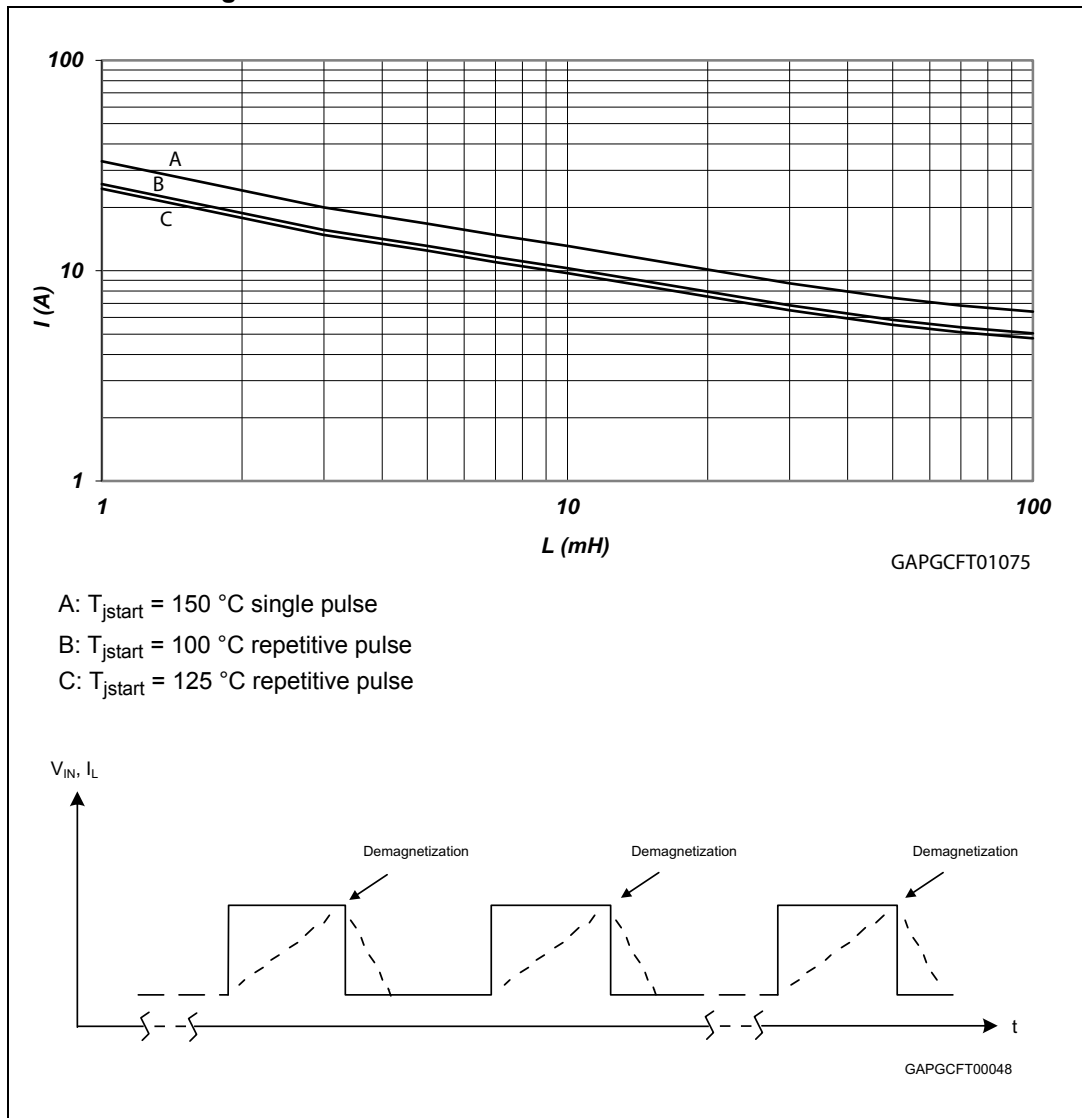 100
A
B
C
10
I (A)
1
1
10
100
L (mH)
GAPGCFT01075
A: Tjstart = 150 °C single pulse
B: Tjstart = 100 °C repetitive pulse
C: Tjstart = 125 °C repetitive pulse
VIN, IL
Demagnetization
Demagnetization
Demagnetization
t
GAPGCFT00048